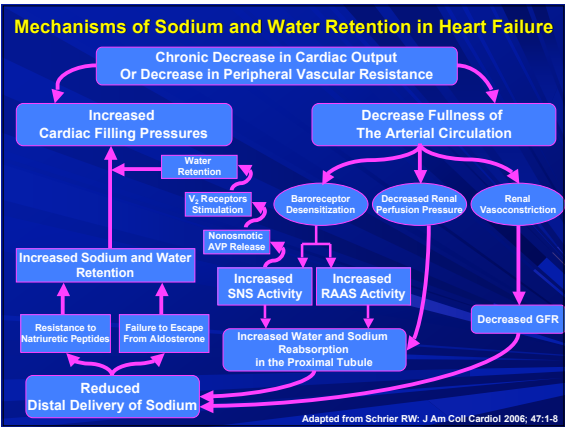 Mechanisms of Sodium and Water Retention in Heart Failure
Chronic Decrease in Cardiac Output
Or Decrease in Peripheral Vascular Resistance
Increased
Cardiac Filling Pressures
Decrease Fullness of
The Arterial Circulation
Water
Retention
V2 Receptors
Stimulation
Baroreceptor
Desensitization
Decreased Renal
Perfusion Pressure
Renal
Vasoconstriction
Nonosmotic
AVP Release
Increased Sodium and Water
Retention
Increased
SNS Activity
Increased
RAAS Activity
Resistance to
Natriuretic Peptides
Failure to Escape
From Aldosterone
Increased Water and Sodium
Reabsorption
in the Proximal Tubule
Decreased GFR
Reduced
Distal Delivery of Sodium
Adapted from Schrier RW: J Am Coll Cardiol 2006; 47:1-8